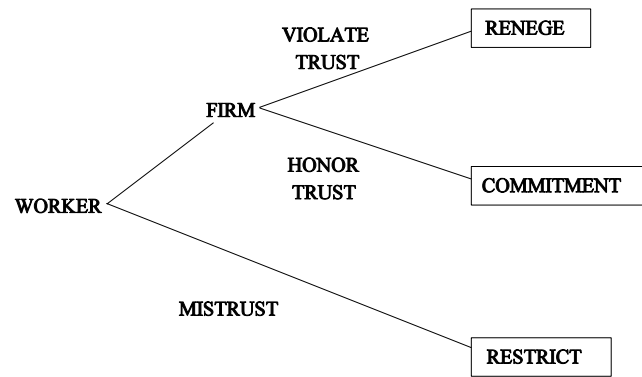 VIOLATE
TRUST
RENEGE
FIRM
HONOR
TRUST
COMMITMENT
WORKER
MISTRUST
RESTRICT